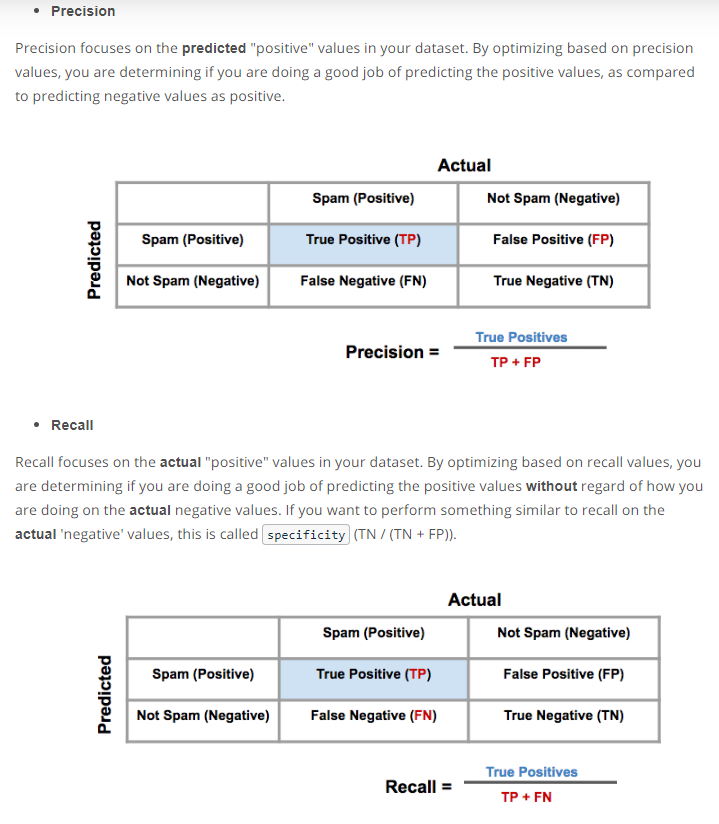 • Precision
Precision focuses on the predicted "positive" values in your dataset. By optimizing based on precision
values, you are determining if you are doing a good job of predicting the positive values, as compared
to predicting negative values as positive.
Actual
Spam (Positive) Not Spam (Negative)
Predicted
Spam (Positive) True Positive (TP) False Positive (FP)
Not Spam (Negative) False Negative (FN) True Negative (TN)
Precision = True Positives
TP + FP
• Recall
Recall focuses on the actual "positive" values in your dataset. By optimizing based on recall values, you
are determining if you are doing a good job of predicting the positive values without regard of how you
are doing on the actual negative values. If you want to perform something similar to recall on the
actual 'negative' values, this is called specificity (TN / (TN + FP)).
Actual
Spam (Positive) Not Spam (Negative)
Predicted
Spam (Positive) True Positive (TP) False Positive (FP)
Not Spam (Negative) False Negative (FN) True Negative (TN)
Recall = True Positives
TP + FN